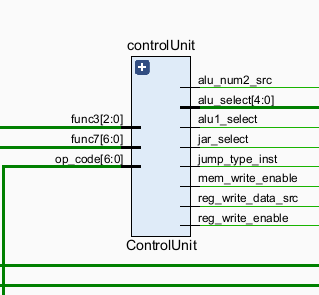 controlUnit
func3[2:0]
func7[6:0]
op_code[6:0]
alu_num2_src
alu_select[4:0]
alu1_select
jar_select
jump_type_inst
mem_write_enable
reg_write_data_src
reg_write_enable
ControlUnit